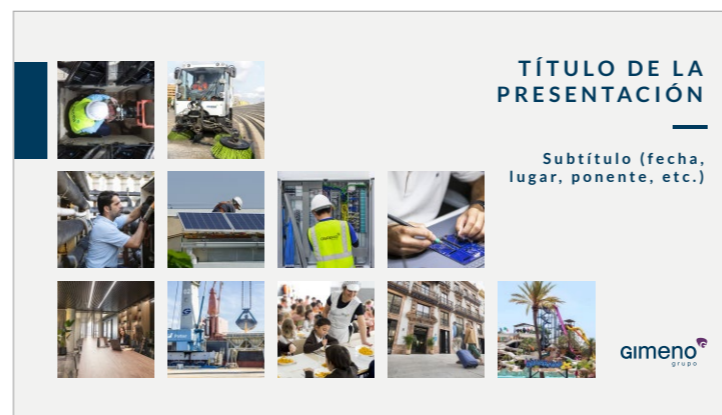 TÍTULO DE LA
PRESENTACIÓN
Subtítulo (fecha,
lugar, ponente, etc.)
GIMENO
grupo